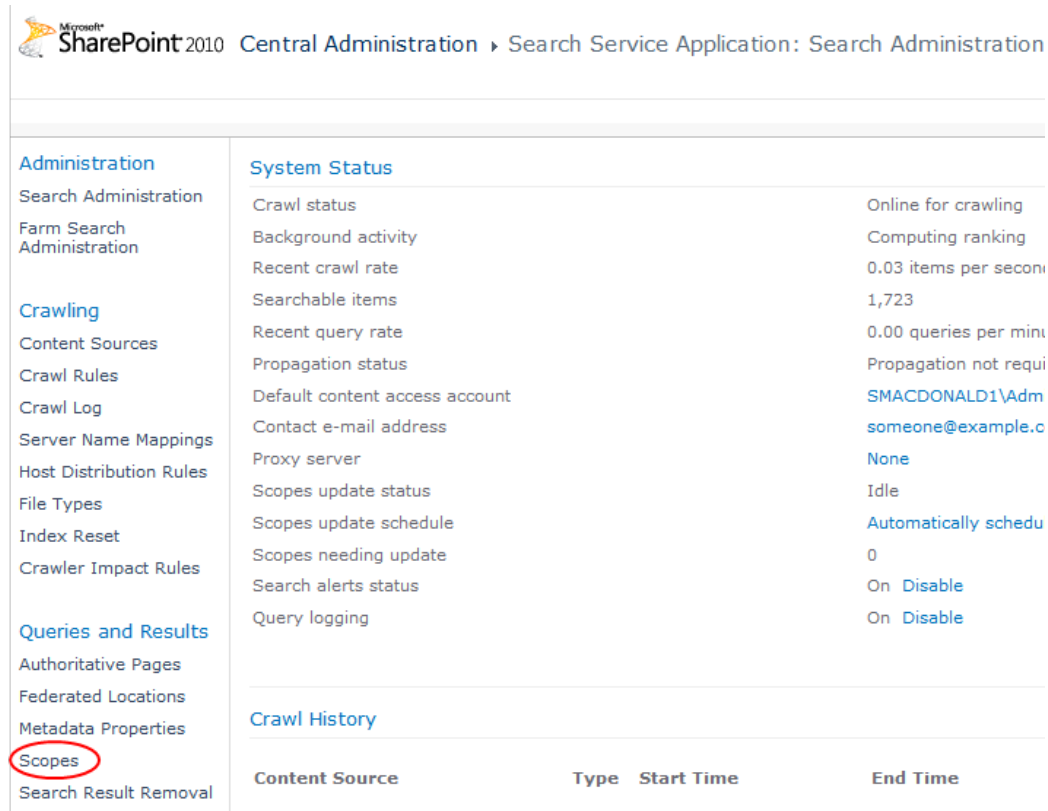 Microsoft®
SharePoint 2010 Central Administration ▸ Search Service Application: Search Administration
Administration
Search Administration
Farm Search
Administration
Crawling
Content Sources
Crawl Rules
Crawl Log
Server Name Mappings
Host Distribution Rules
File Types
Index Reset
Crawler Impact Rules
Queries and Results
Authoritative Pages
Federated Locations
Metadata Properties
Scopes
Search Result Removal
System Status
Crawl status Online for crawling
Background activity Computing ranking
Recent crawl rate 0.03 items per secon
Searchable items 1,723
Recent query rate 0.00 queries per minu
Propagation status Propagation not requi
Default content access account SMACDONALD1\Adm
Contact e-mail address someone@example.c
Proxy server None
Scopes update status Idle
Scopes update schedule Automatically schedu
Scopes needing update 0
Search alerts status On Disable
Query logging On Disable
Crawl History
Content Source Type Start Time End Time